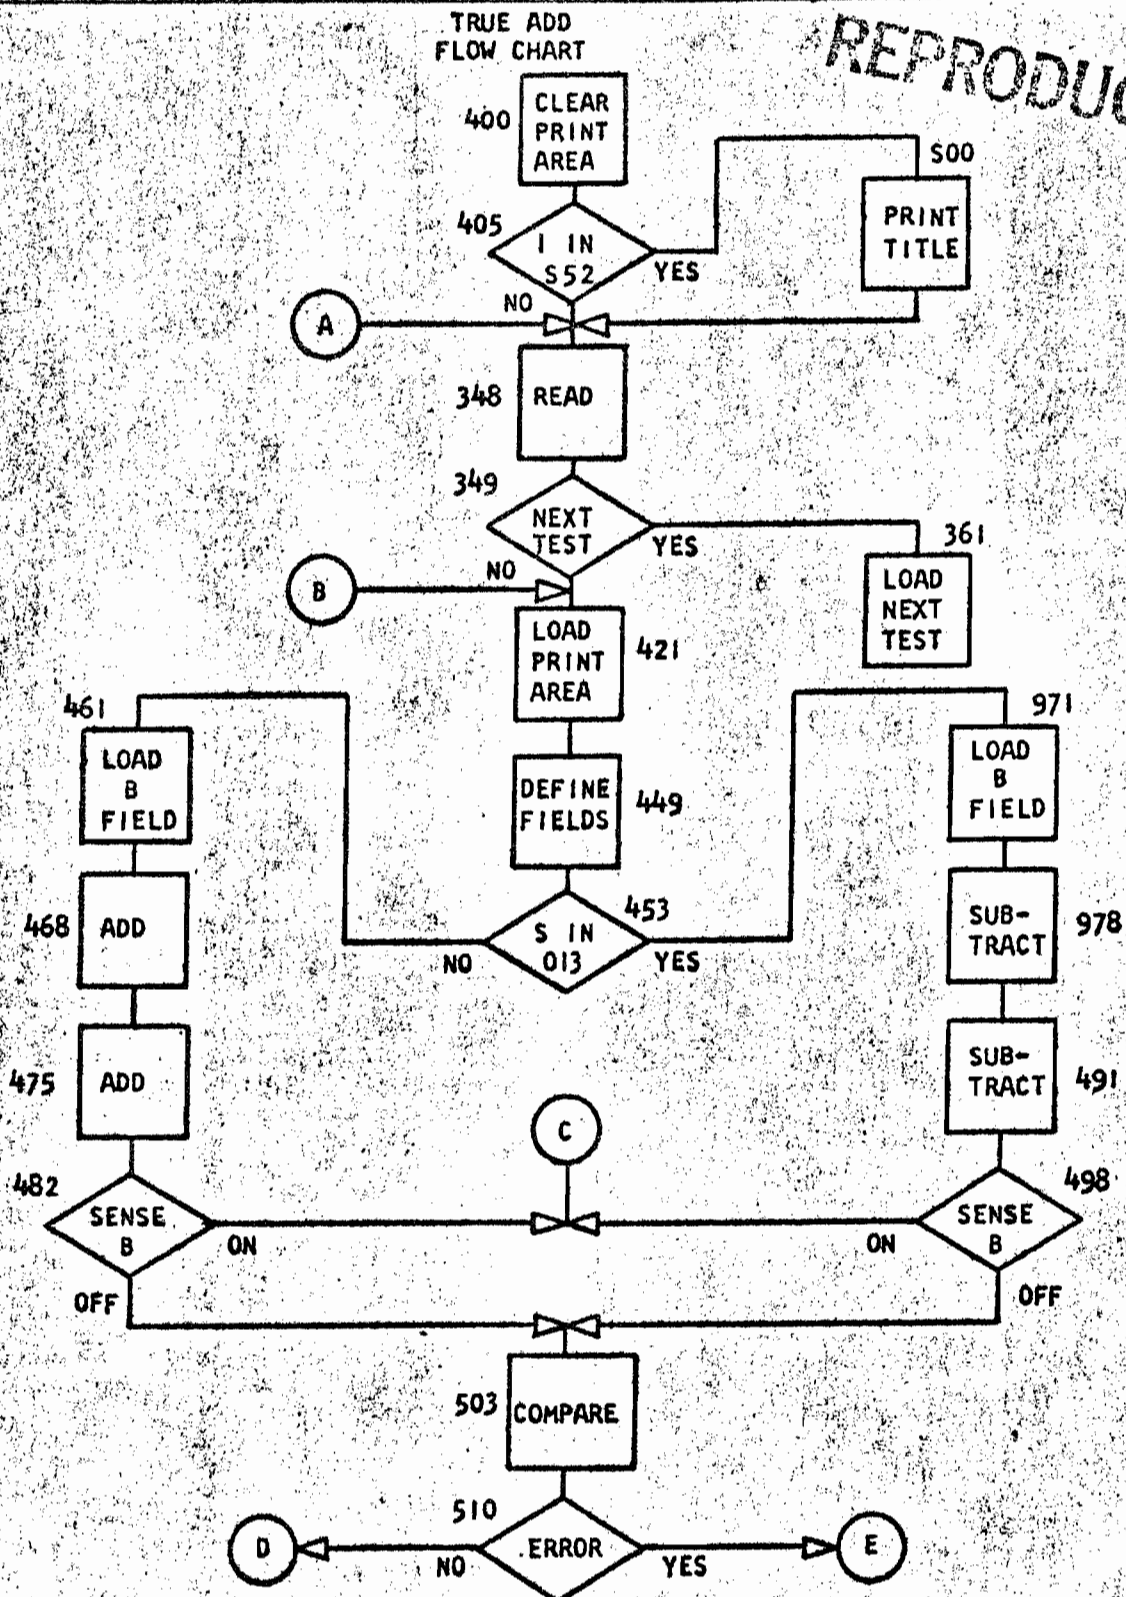 TRUE ADD
FLOW CHART
REPRODUC
400
CLEAR
PRINT
AREA
S00
PRINT
TITLE
405
I IN
S52
YES
NO
A
348
READ
349
NEXT
TEST
YES
361
LOAD
NEXT
TEST
NO
B
LOAD
PRINT
AREA
421
461
LOAD
B
FIELD
971
LOAD
B
FIELD
DEFINE
FIELDS
449
453
S IN
013
NO
YES
468
ADD
SUB-
TRACT
978
475
ADD
SUB-
TRACT
491
C
482
SENSE
B
ON
OFF
498
SENSE
B
ON
OFF
503
COMPARE
510
ERROR
D
NO
YES
E